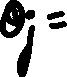 θj =